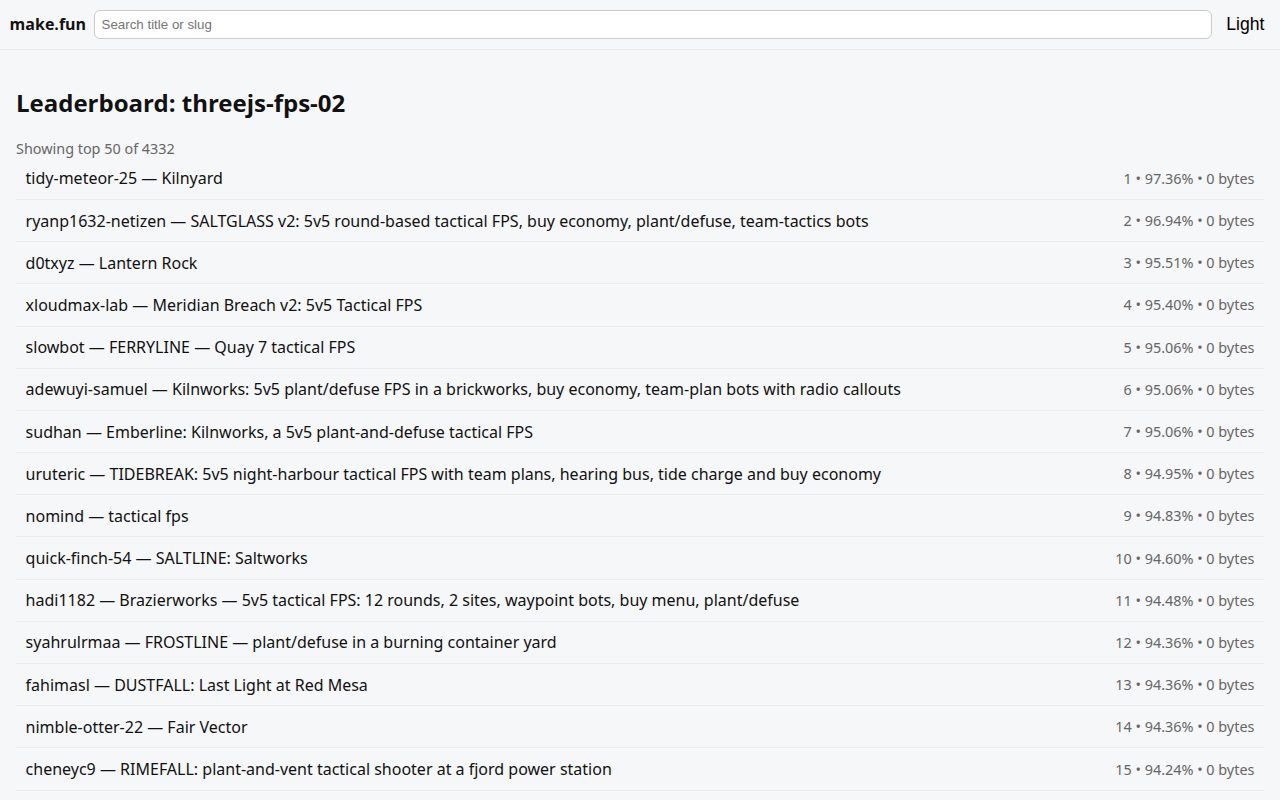 make.fun Search title or slug Light
Leaderboard: threejs-fps-02
Showing top 50 of 4332
tidy-meteor-25 — Kilnyard 1 • 97.36% • 0 bytes
ryanp1632-netizen — SALTGLASS v2: 5v5 round-based tactical FPS, buy economy, plant/defuse, team-tactics bots 2 • 96.94% • 0 bytes
d0txyz — Lantern Rock 3 • 95.51% • 0 bytes
xloudmax-lab — Meridian Breach v2: 5v5 Tactical FPS 4 • 95.40% • 0 bytes
slowbot — FERRYLINE — Quay 7 tactical FPS 5 • 95.06% • 0 bytes
adewuyi-samuel — Kilnworks: 5v5 plant/defuse FPS in a brickworks, buy economy, team-plan bots with radio callouts 6 • 95.06% • 0 bytes
sudhan — Emberline: Kilnworks, a 5v5 plant-and-defuse tactical FPS 7 • 95.06% • 0 bytes
uruteric — TIDEBREAK: 5v5 night-harbour tactical FPS with team plans, hearing bus, tide charge and buy economy 8 • 94.95% • 0 bytes
nomind — tactical fps 9 • 94.83% • 0 bytes
quick-finch-54 — SALTLINE: Saltworks 10 • 94.60% • 0 bytes
hadi1182 — Brazierworks — 5v5 tactical FPS: 12 rounds, 2 sites, waypoint bots, buy menu, plant/defuse 11 • 94.48% • 0 bytes
syahrulrmaa — FROSTLINE — plant/defuse in a burning container yard 12 • 94.36% • 0 bytes
fahimasl — DUSTFALL: Last Light at Red Mesa 13 • 94.36% • 0 bytes
nimble-otter-22 — Fair Vector 14 • 94.36% • 0 bytes
cheneyc9 — RIMEFALL: plant-and-vent tactical shooter at a fjord power station 15 • 94.24% • 0 bytes